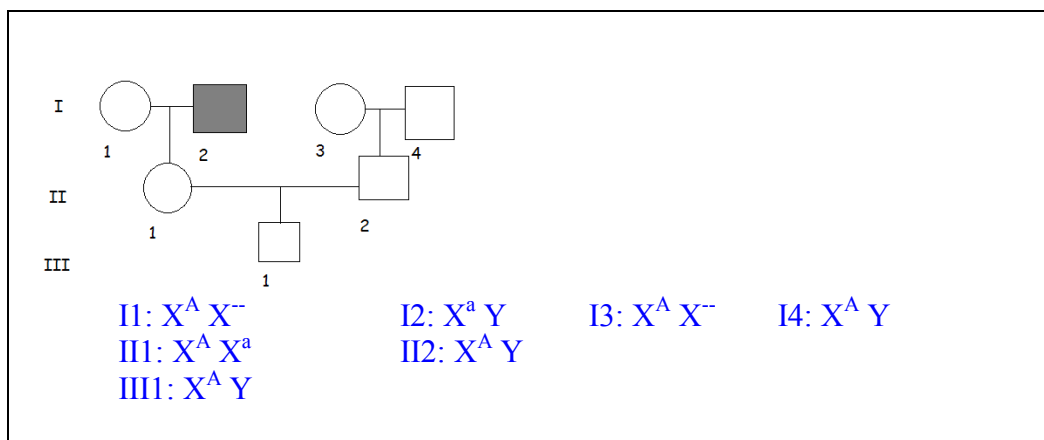 I
1 2 3 4
II
1 2
III
1
I1: X^A X^-- I2: X^a Y I3: X^A X^-- I4: X^A Y
II1: X^A X^a II2: X^A Y
III1: X^A Y